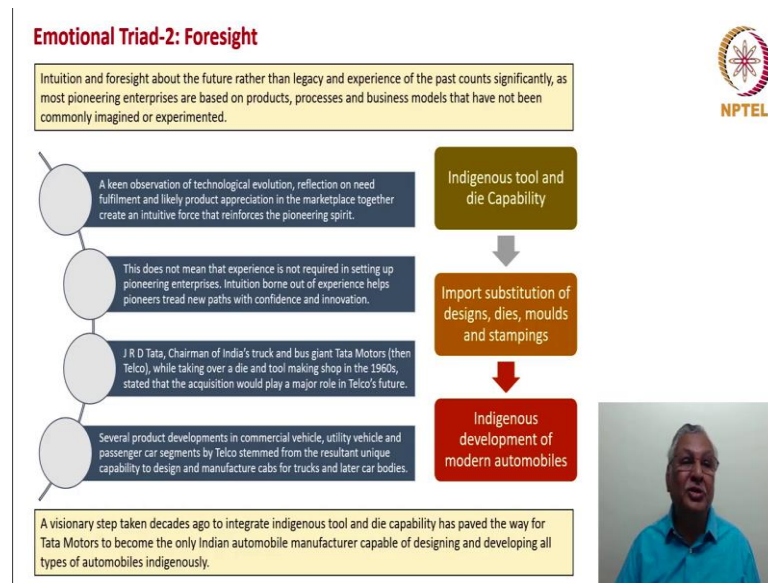 Emotional Triad-2: Foresight
NPTEL
Intuition and foresight about the future rather than legacy and experience of the past counts significantly, as
most pioneering enterprises are based on products, processes and business models that have not been
commonly imagined or experimented.
A keen observation of technological evolution, reflection on need
fulfilment and likely product appreciation in the marketplace together
create an intuitive force that reinforces the pioneering spirit.
This does not mean that experience is not required in setting up
pioneering enterprises. Intuition borne out of experience helps
pioneers tread new paths with confidence and innovation.
J R D Tata, Chairman of India's truck and bus giant Tata Motors (then
Telco), while taking over a die and tool making shop in the 1960s,
stated that the acquisition would play a major role in Telco's future.
Several product developments in commercial vehicle, utility vehicle and
passenger car segments by Telco stemmed from the resultant unique
capability to design and manufacture cabs for trucks and later car bodies.
Indigenous tool and
die Capability
Import substitution of
designs, dies, moulds
and stampings
Indigenous
development of
modern automobiles
A visionary step taken decades ago to integrate indigenous tool and die capability has paved the way for
Tata Motors to become the only Indian automobile manufacturer capable of designing and developing all
types of automobiles indigenously.